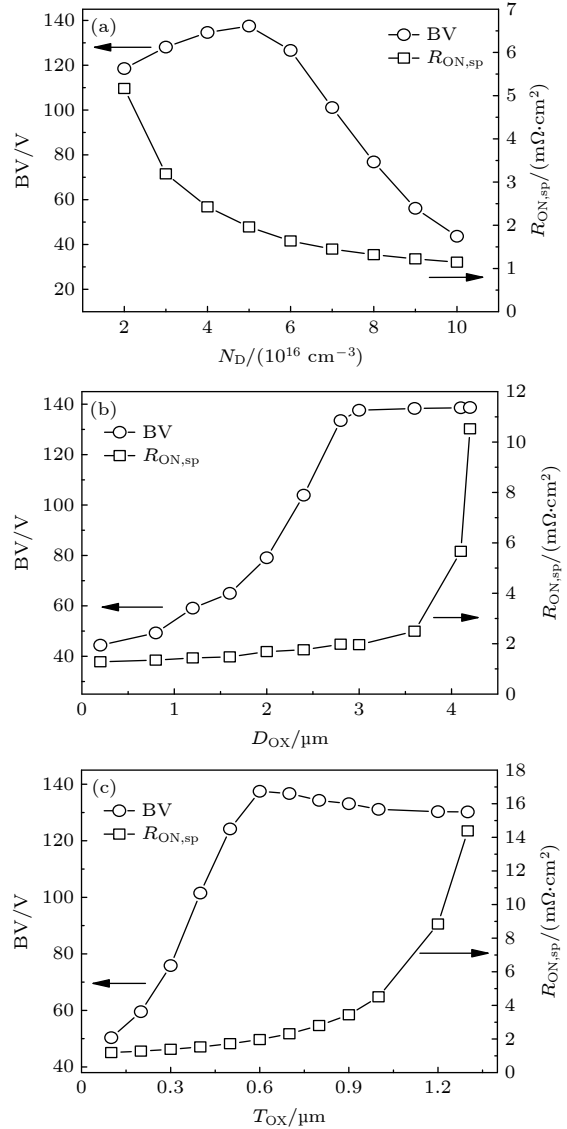 (a)
BV
R_ON,sp
140
120
100
80
60
40
20
BV/V
7
6
5
4
3
2
1
0
R_ON,sp/(mΩ·cm²)
2 4 6 8 10
N_D/(10¹⁶ cm⁻³)
(b)
BV
R_ON,sp
140
120
100
80
60
40
BV/V
12
10
8
6
4
2
0
R_ON,sp/(mΩ·cm²)
0 1 2 3 4
D_OX/µm
(c)
BV
R_ON,sp
140
120
100
80
60
40
BV/V
18
16
14
12
10
8
6
4
2
0
R_ON,sp/(mΩ·cm²)
0 0.3 0.6 0.9 1.2
T_OX/µm